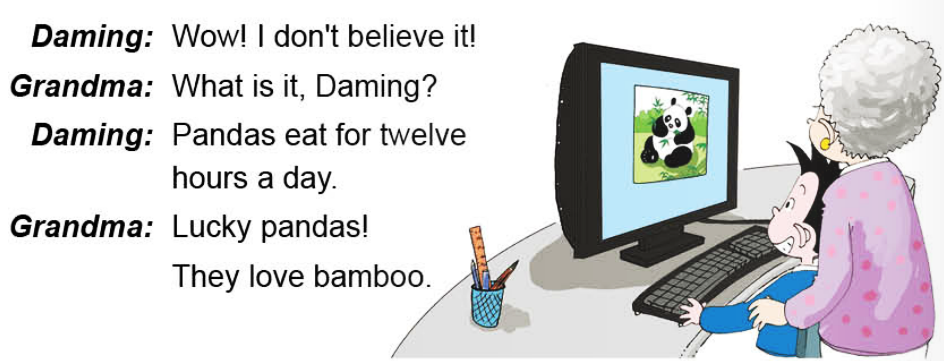 Daming: Wow! I don't believe it!
Grandma: What is it, Daming?
Daming: Pandas eat for twelve
hours a day.
Grandma: Lucky pandas!
They love bamboo.